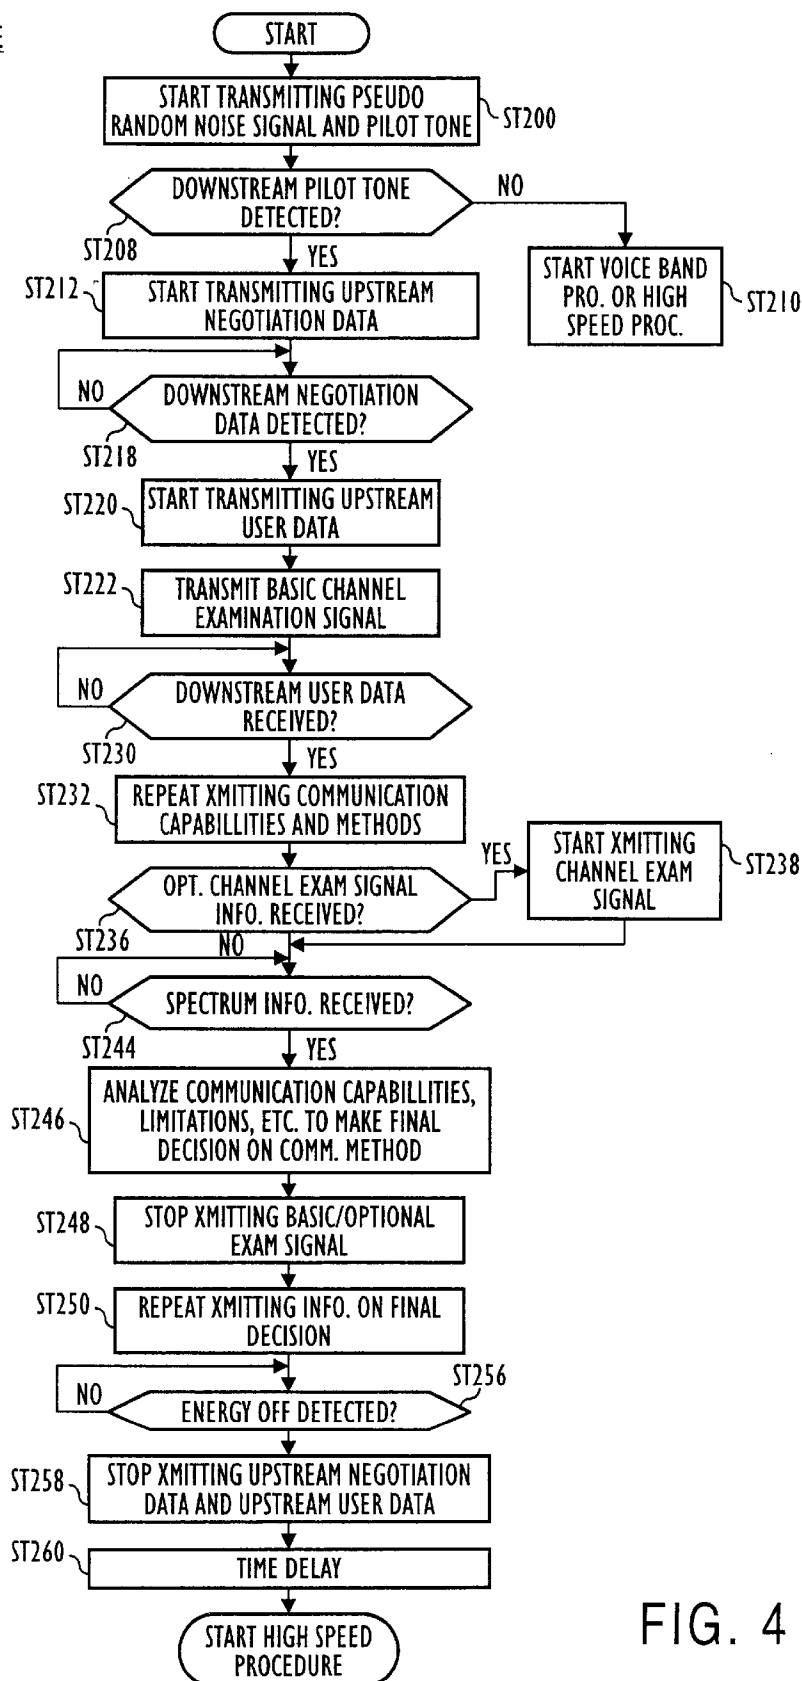 START
START TRANSMITTING PSEUDO
RANDOM NOISE SIGNAL AND PILOT TONE
ST200
DOWNSTREAM PILOT TONE
DETECTED?
NO
ST208
YES
START VOICE BAND
PRO. OR HIGH
SPEED PROC.
ST210
ST212
START TRANSMITTING UPSTREAM
NEGOTIATION DATA
NO
DOWNSTREAM NEGOTIATION
DATA DETECTED?
ST218
YES
ST220
START TRANSMITTING UPSTREAM
USER DATA
ST222
TRANSMIT BASIC CHANNEL
EXAMINATION SIGNAL
NO
DOWNSTREAM USER DATA
RECEIVED?
ST230
YES
ST232
REPEAT XMITTING COMMUNICATION
CAPABILLITIES AND METHODS
YES
START XMITTING
CHANNEL EXAM
SIGNAL
ST238
OPT. CHANNEL EXAM SIGNAL
INFO. RECEIVED?
ST236
NO
NO
SPECTRUM INFO. RECEIVED?
ST244
YES
ST246
ANALYZE COMMUNICATION CAPABILLITIES,
LIMITATIONS, ETC. TO MAKE FINAL
DECISION ON COMM. METHOD
ST248
STOP XMITTING BASIC/OPTIONAL
EXAM SIGNAL
ST250
REPEAT XMITTING INFO. ON FINAL
DECISION
ST256
NO
ENERGY OFF DETECTED?
ST258
STOP XMITTING UPSTREAM NEGOTIATION
DATA AND UPSTREAM USER DATA
ST260
TIME DELAY
START HIGH SPEED
PROCEDURE
FIG. 4